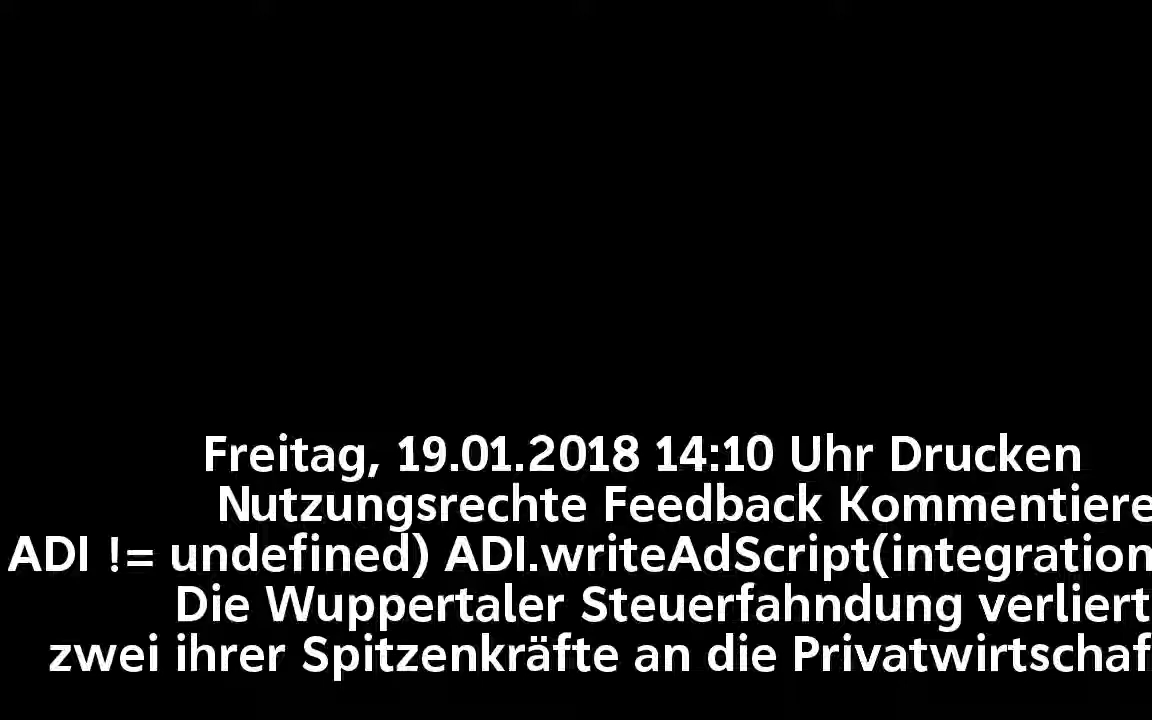 Freitag, 19.01.2018 14:10 Uhr Drucken
Nutzungsrechte Feedback Kommentiere
ADI != undefined) ADI.writeAdScript(integration
Die Wuppertaler Steuerfahndung verliert
zwei ihrer Spitzenkräfte an die Privatwirtschaf